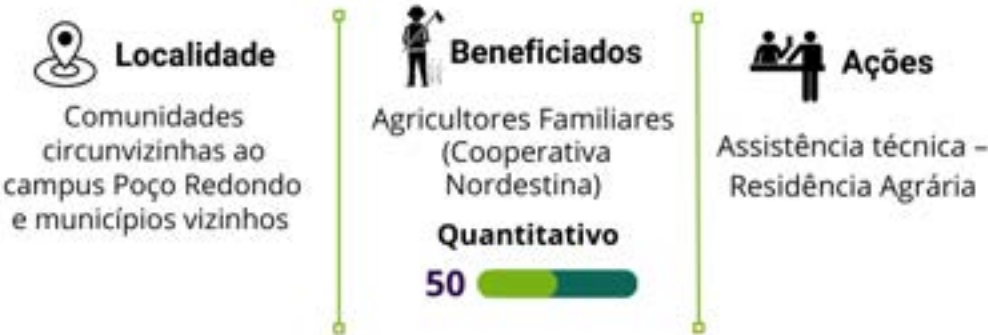 Localidade
Comunidades
circunvizinhas ao
campus Poço Redondo
e municípios vizinhos
Beneficiados
Agricultores Familiares
(Cooperativa
Nordestina)
Quantitativo
50
Ações
Assistência técnica –
Residência Agrária